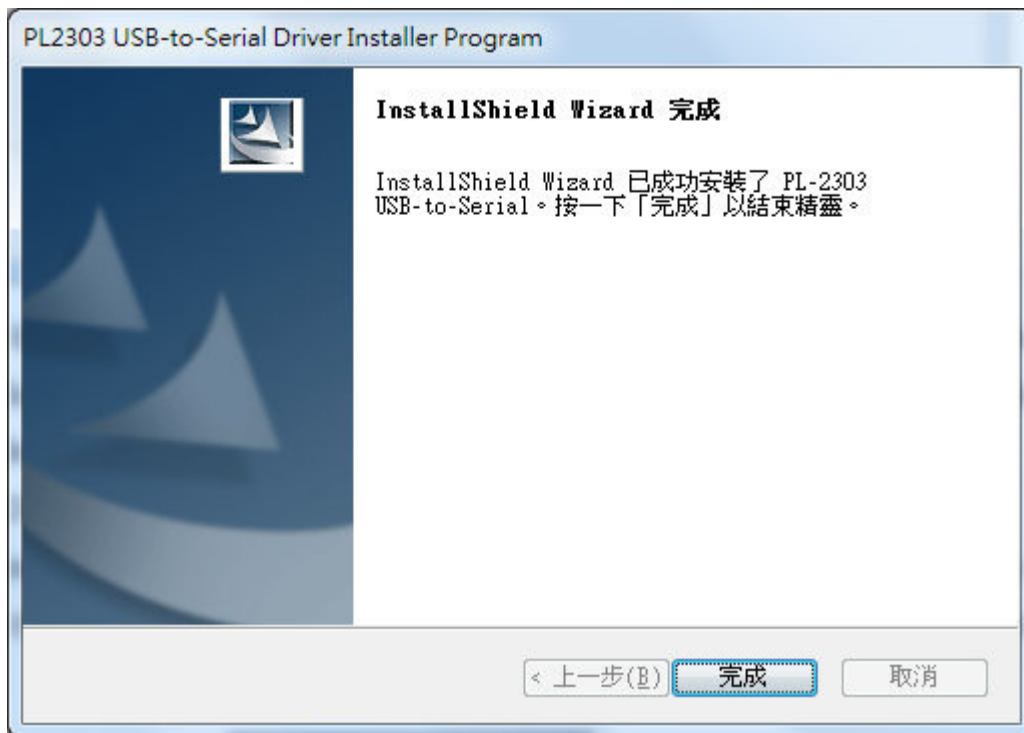 PL2303 USB-to-Serial Driver Installer Program
InstallShield Wizard 完成
InstallShield Wizard 已成功安裝了 PL-2303
USB-to-Serial。按一下「完成」以結束精靈。
< 上一步(B)
完成
取消